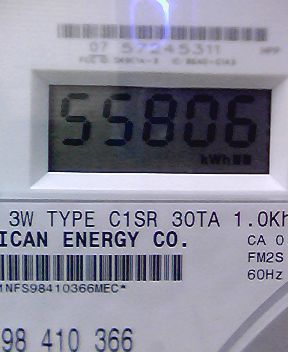 07 57245311
55806
kWh
3W TYPE C1SR 30TA 1.0Kh
ICAN ENERGY CO.
CA 0
FM2S
60Hz
MNFS98410366MEC*
98 410 366